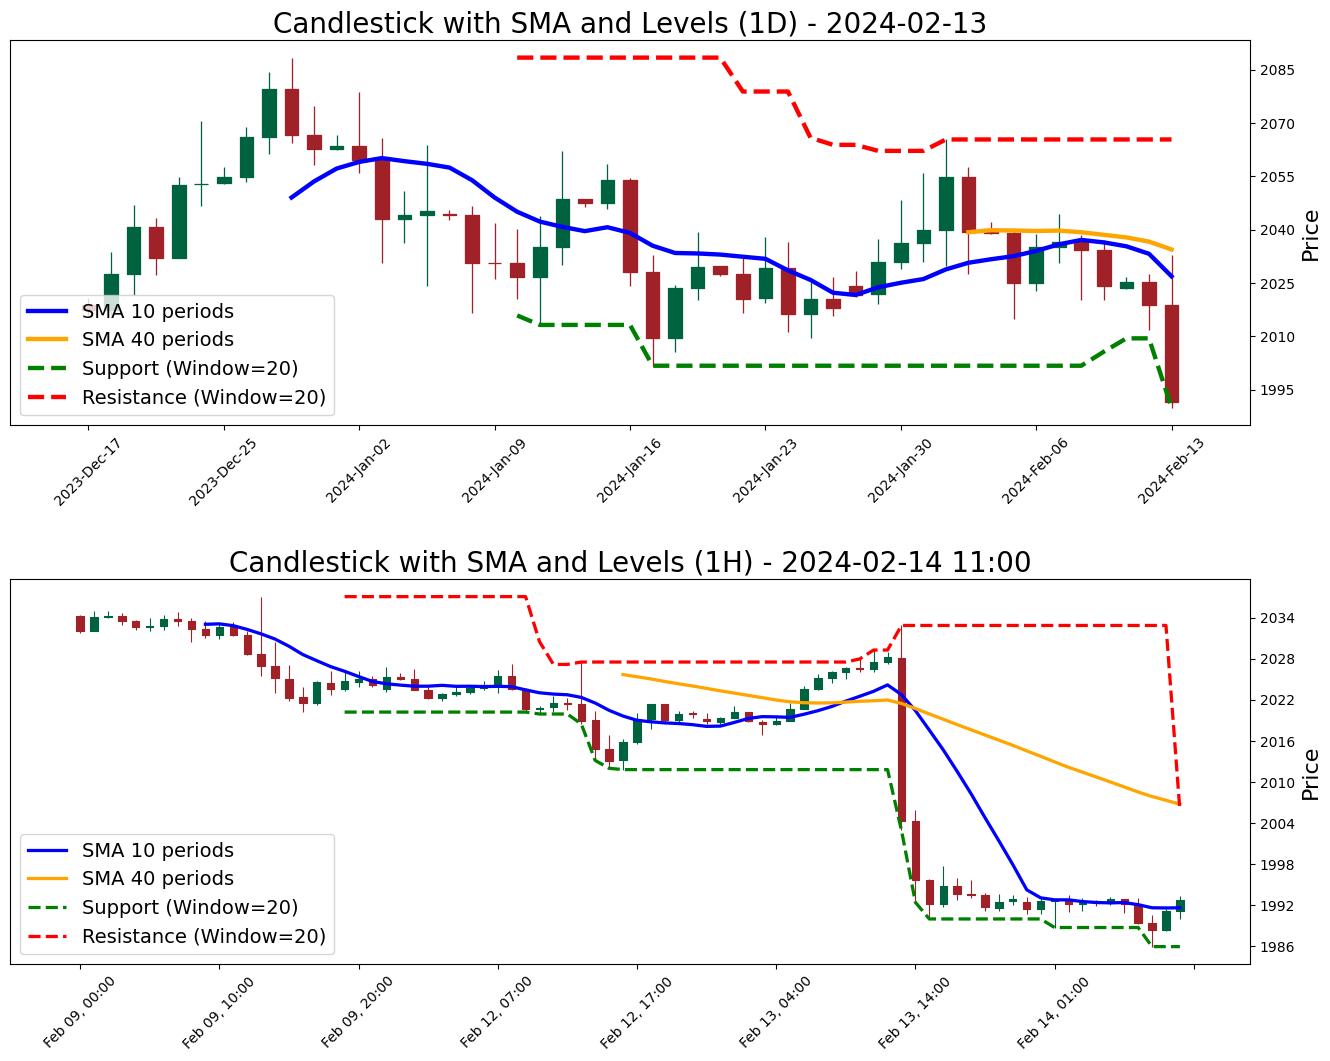 Candlestick with SMA and Levels (1D) - 2024-02-13
2085
2070
2055
2040
2025
2010
1995
Price
SMA 10 periods
SMA 40 periods
Support (Window=20)
Resistance (Window=20)
2023-Dec-17
2023-Dec-25
2024-Jan-02
2024-Jan-09
2024-Jan-16
2024-Jan-23
2024-Jan-30
2024-Feb-06
2024-Feb-13
Candlestick with SMA and Levels (1H) - 2024-02-14 11:00
2034
2028
2022
2016
2010
2004
1998
1992
1986
Price
SMA 10 periods
SMA 40 periods
Support (Window=20)
Resistance (Window=20)
Feb 09, 00:00
Feb 09, 10:00
Feb 09, 20:00
Feb 12, 07:00
Feb 12, 17:00
Feb 13, 04:00
Feb 13, 14:00
Feb 14, 01:00